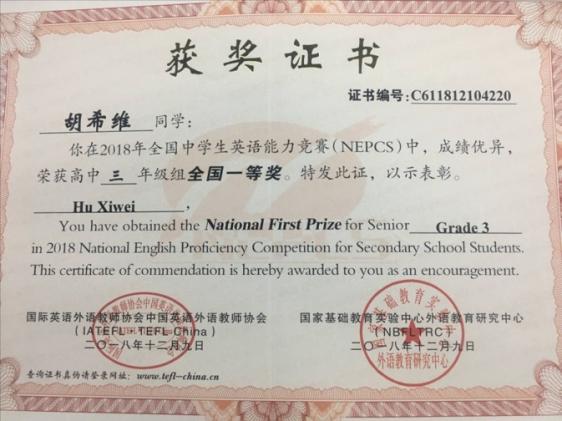 获奖证书
证书编号:C611812104220
胡希维 同学:
你在2018年全国中学生英语能力竞赛(NEPCS)中，成绩优异，
荣获高中 三 年级组全国一等奖。特发此证，以示表彰。
Hu Xiwei ,
You have obtained the National First Prize for Senior Grade 3
in 2018 National English Proficiency Competition for Secondary School Students.
This certificate of commendation is hereby awarded to you as an encouragement.
国际英语外语教师协会中国英语外语教师协会
(IATEFL) TEFL China)
二〇一八年十二月九日
国家基础教育实验中心外语教育研究中心
NBFLTRC)
二〇一八年十二月九日
外语教育研究中心
查询证书真伪请登录网址: www.tefl-china.cn